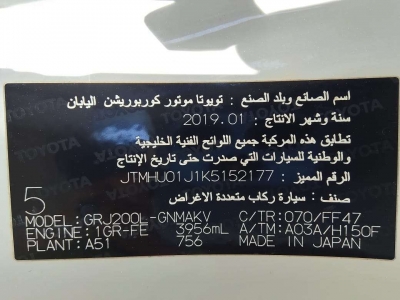 اسم الصانع وبلد الصنع : تويوتا موتور كوربوريشن اليابان
سنة وشهر الانتاج : 2019.01
تطابق هذه المركبة جميع اللوائح الفنية الخليجية
والوطنية للسيارات التي صدرت حتى تاريخ الإنتاج
الرقم المميز : JTMHU01J1K5152177
صنف : سيارة ركاب متعددة الأغراض
5
MODEL: GRJ200L-GNMAKV C/TR: 070/FF47
ENGINE: 1GR-FE 3956mL A/TM: A03A/H150F
PLANT: A51 756 MADE IN JAPAN